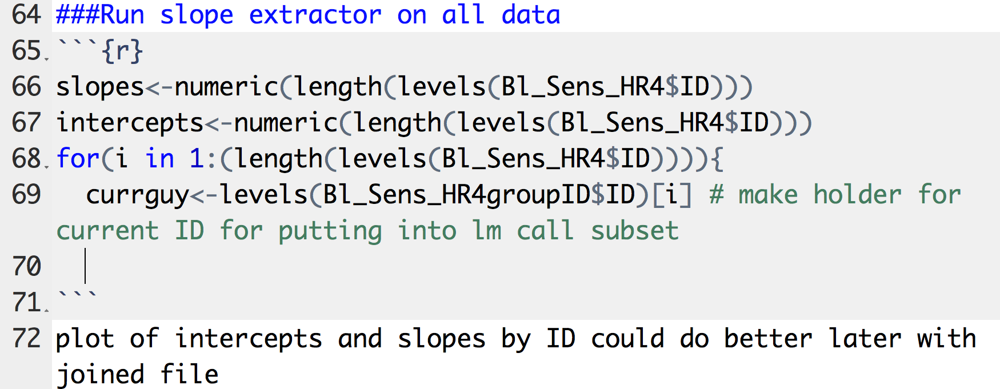 64 ###Run slope extractor on all data
65 ```{r}
66 slopes<-numeric(length(levels(Bl_Sens_HR4$ID)))
67 intercepts<-numeric(length(levels(Bl_Sens_HR4$ID)))
68 for(i in 1:(length(levels(Bl_Sens_HR4$ID)))){
69   currguy<-levels(Bl_Sens_HR4groupID$ID)[i] # make holder for
current ID for putting into lm call subset
70
71 ```
72 plot of intercepts and slopes by ID could do better later with
joined file